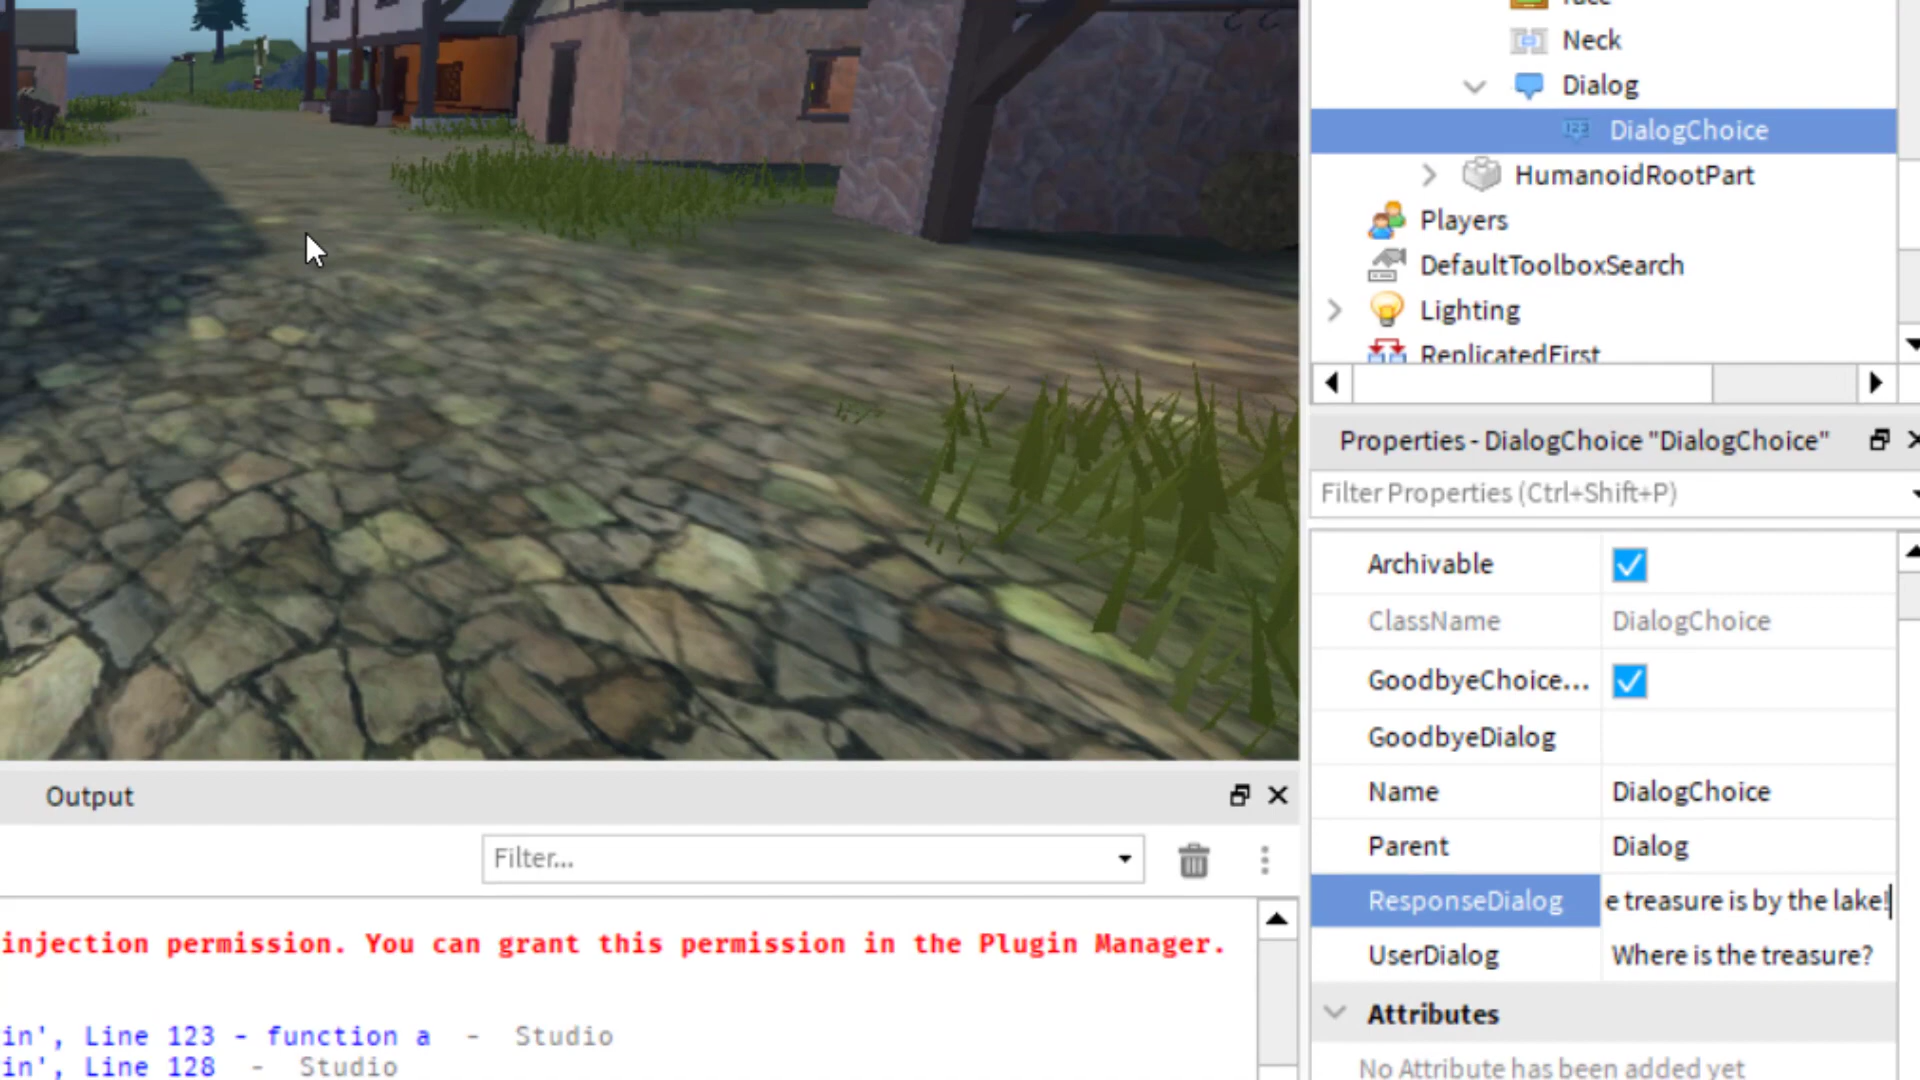 Neck
Dialog
DialogChoice
HumanoidRootPart
Players
DefaultToolboxSearch
Lighting
ReplicatedFirst
Properties - DialogChoice "DialogChoice"
Filter Properties (Ctrl+Shift+P)
Archivable
ClassName DialogChoice
GoodbyeChoice...
GoodbyeDialog
Name DialogChoice
Parent Dialog
ResponseDialog e treasure is by the lake!
UserDialog Where is the treasure?
Attributes
No Attribute has been added yet
Output
Filter...
injection permission. You can grant this permission in the Plugin Manager.
in', Line 123 - function a - Studio
in', Line 128 - Studio